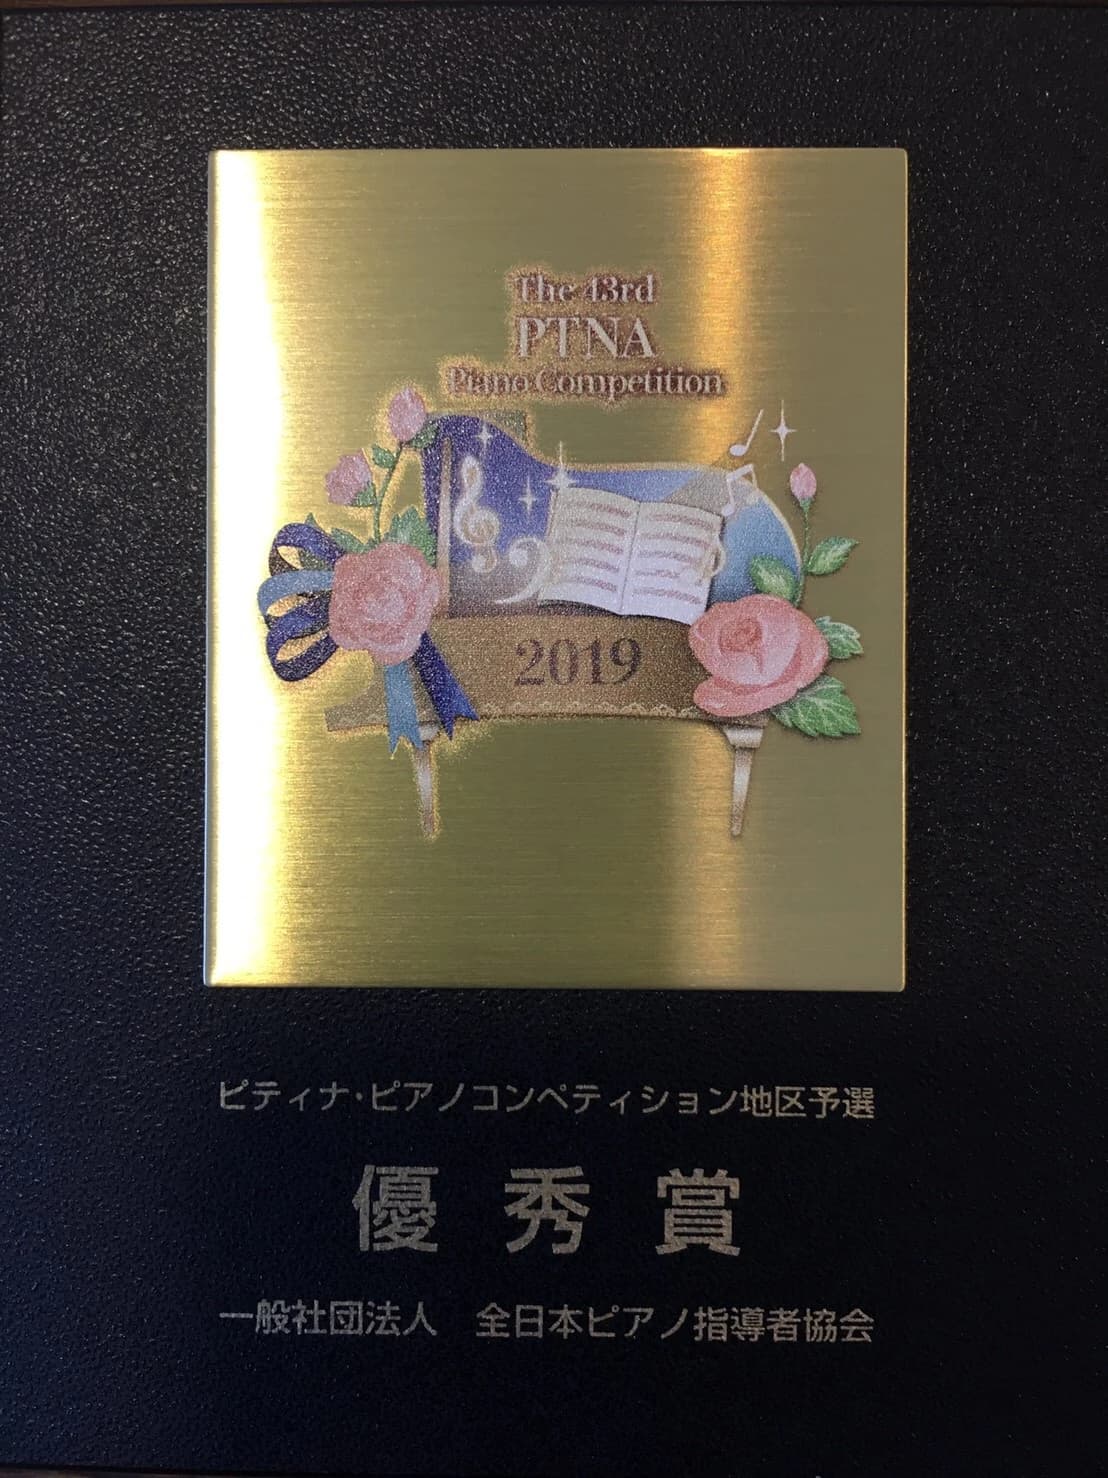 The 43rd
PTNA
Piano Competition
2019
ピティナ・ピアノコンペティション地区予選
優秀賞
一般社団法人　全日本ピアノ指導者協会